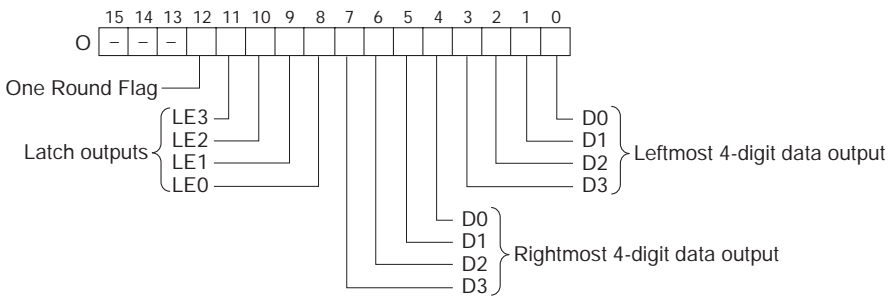 15 14 13 12 11 10 9 8 7 6 5 4 3 2 1 0
O – – –
One Round Flag
Latch outputs
LE3
LE2
LE1
LE0
D0
D1
D2
D3
Leftmost 4-digit data output
D0
D1
D2
D3
Rightmost 4-digit data output